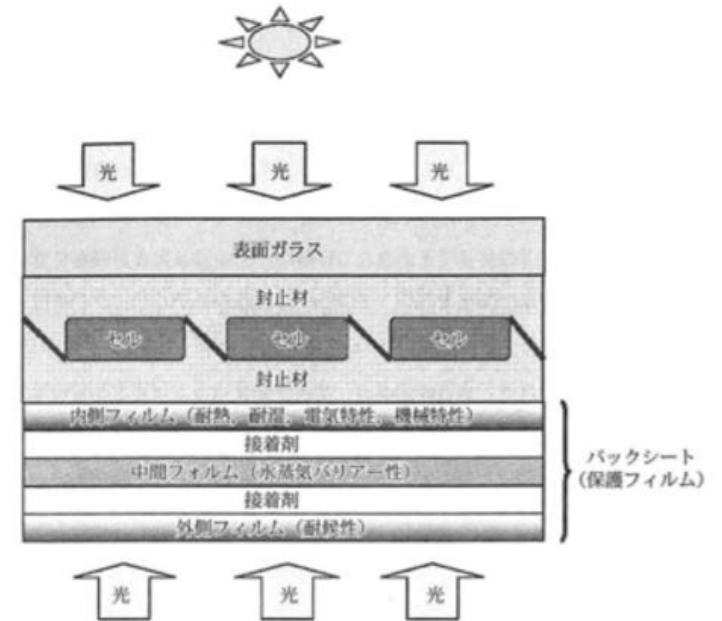 光 光 光
表面ガラス
封止材
セル セル セル
封止材
内側フィルム（耐熱，耐湿，電気特性，機械特性）
接着剤
中間フォルム（水蒸気バリアー性）
接着剤
外側フィルム（耐候性）
バックシート
（保護フィルム）
光 光 光